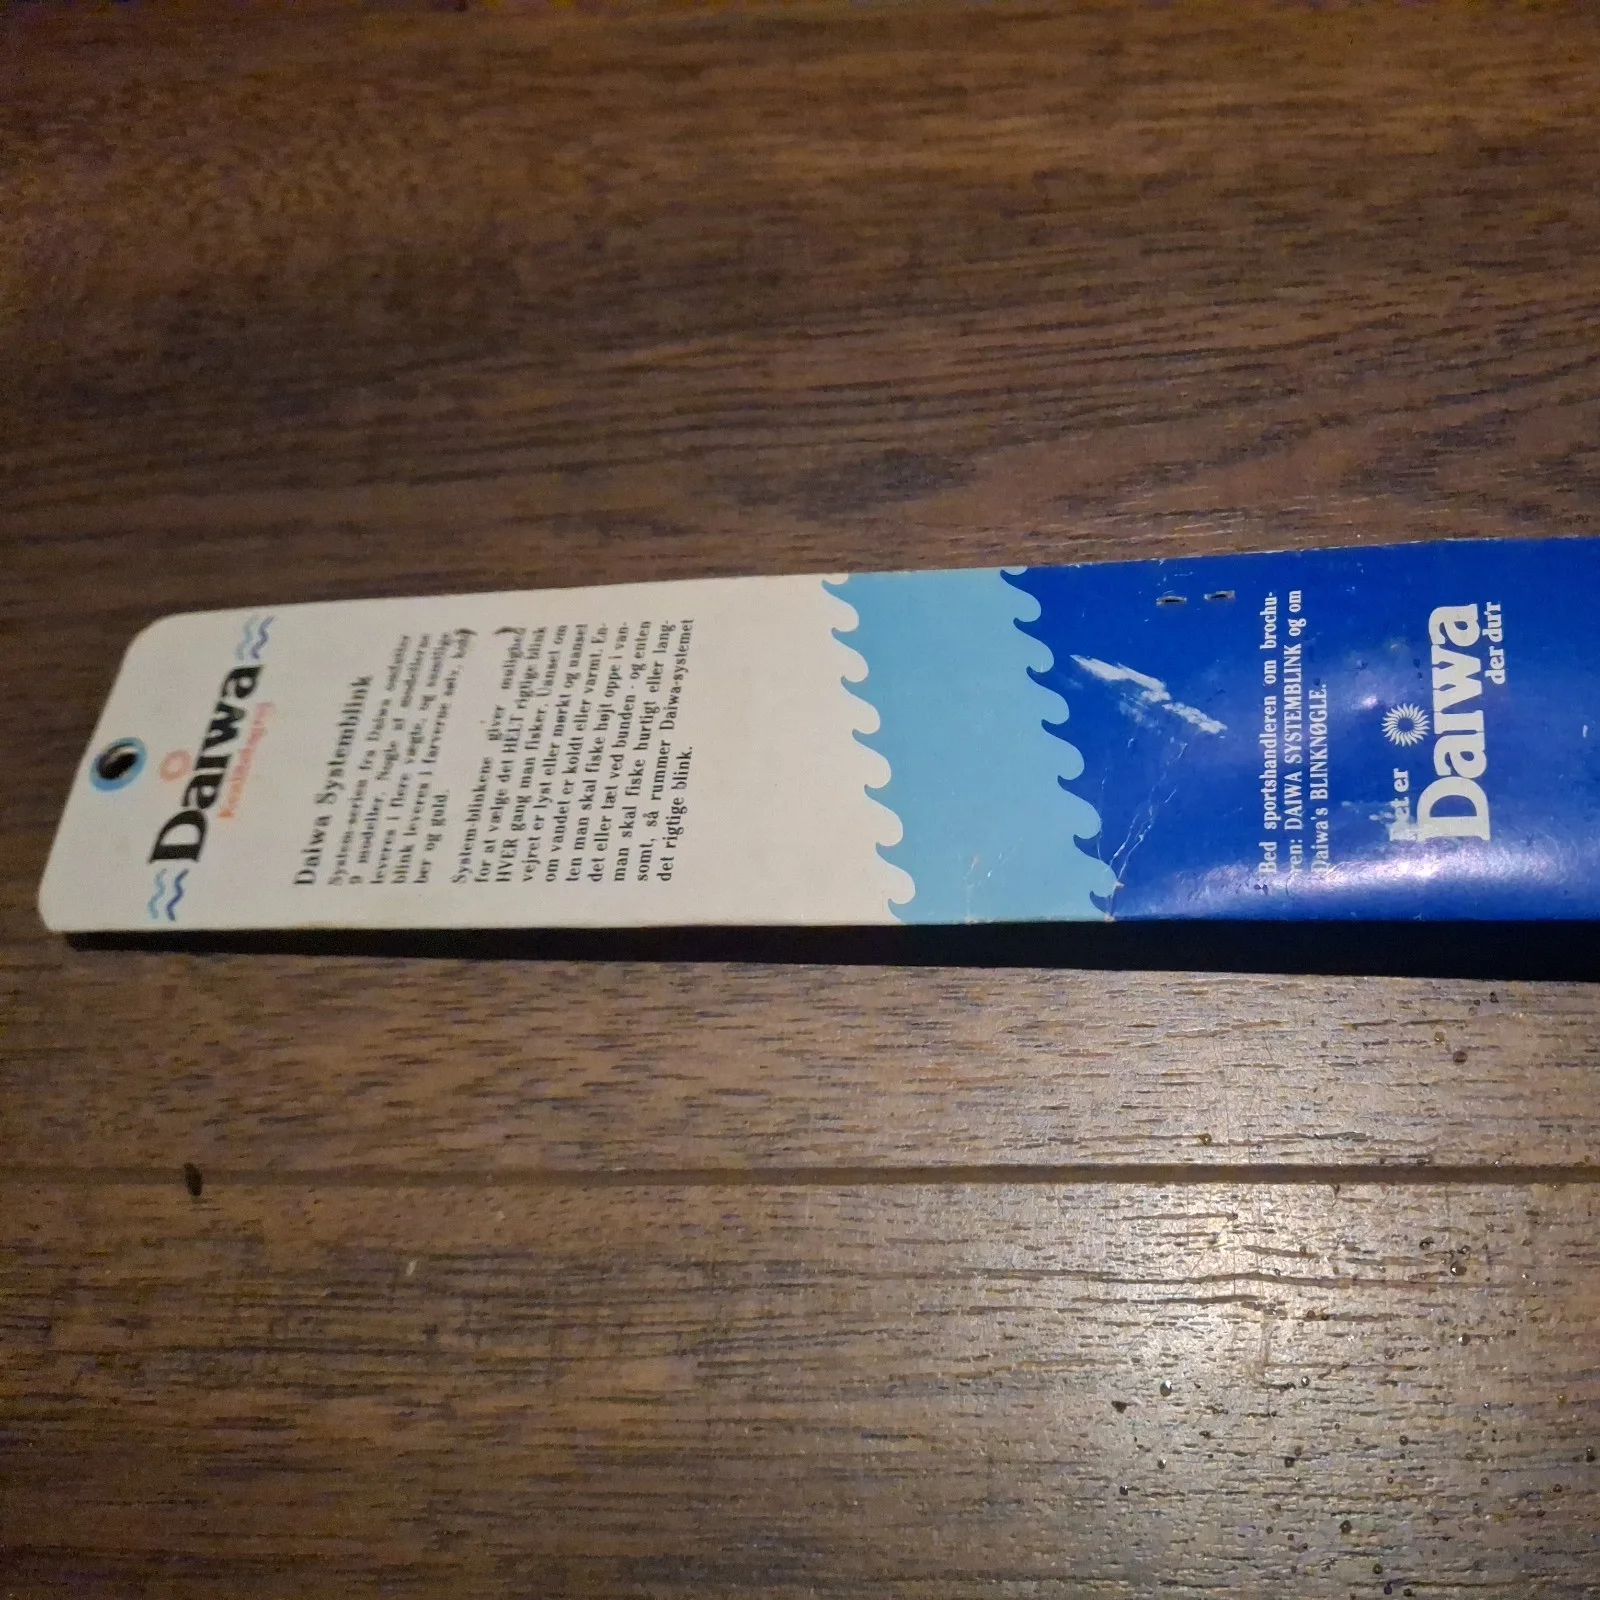 Daiwa
Kvalitetsgrej
Daiwa Systemblink
System-serien fra Daiwa omfatter
9 modeller. Nogle af modellerne
leveres i flere vægte, og samtlige
blink leveres i farverne sølv, kob-
ber og guld.
System-blinkene giver mulighed
for at vælge det HELT rigtige blink
HVER gang man fisker. Uanset om
vejret er lyst eller mørkt og uanset
om vandet er koldt eller varmt. En-
ten man skal fiske højt oppe i van-
det eller tæt ved bunden - og enten
man skal fiske hurtigt eller lang-
somt, så rummer Daiwa-systemet
det rigtige blink.
Bed sportshandleren om brochu-
ren: DAIWA SYSTEMBLINK og om
Daiwa's BLINKNØGLE.
Det er
Daiwa
der du'r